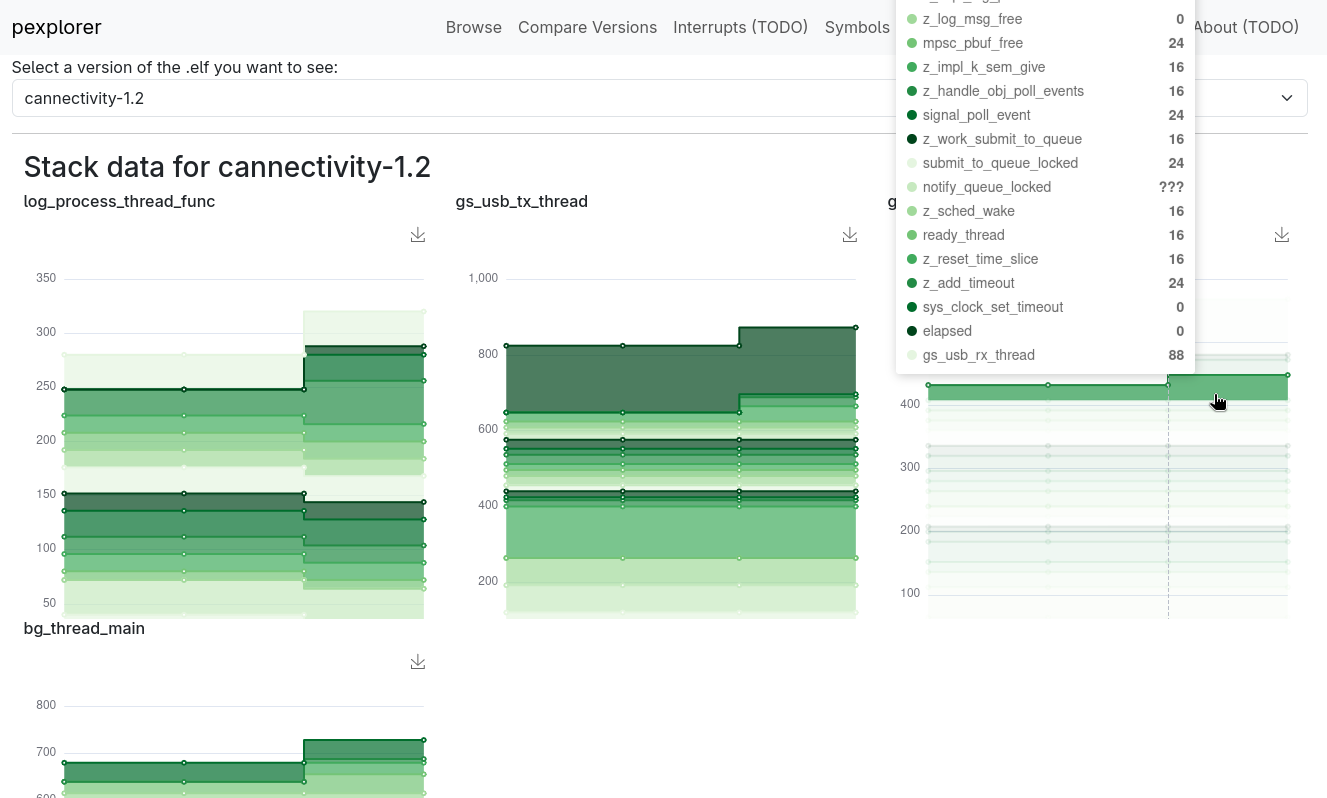 pexplorer
Browse
Compare Versions
Interrupts (TODO)
Symbols
About (TODO)
Select a version of the .elf you want to see:
cannectivity-1.2
z_log_msg_free 0
mpsc_pbuf_free 24
z_impl_k_sem_give 16
z_handle_obj_poll_events 16
signal_poll_event 24
z_work_submit_to_queue 16
submit_to_queue_locked 24
notify_queue_locked ???
z_sched_wake 16
ready_thread 16
z_reset_time_slice 16
z_add_timeout 24
sys_clock_set_timeout 0
elapsed 0
gs_usb_rx_thread 88
Stack data for cannectivity-1.2
log_process_thread_func
350
300
250
200
150
100
50
gs_usb_tx_thread
1,000
800
600
400
200
g
400
300
200
100
bg_thread_main
800
700
600